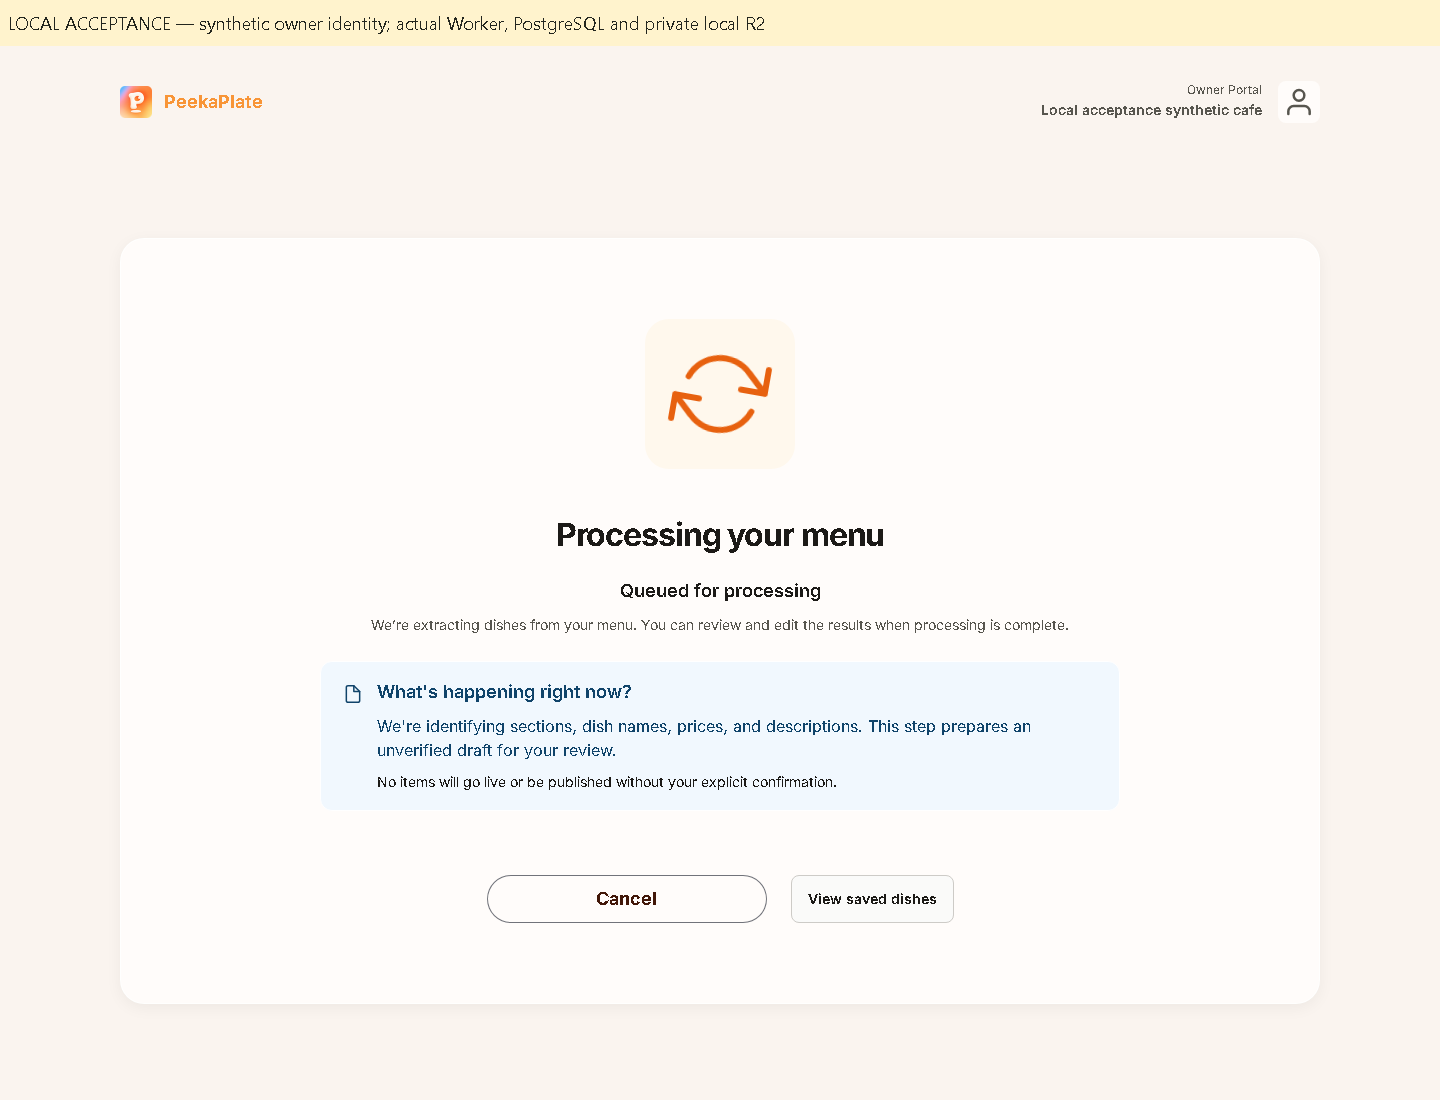 LOCAL ACCEPTANCE — synthetic owner identity; actual Worker, PostgreSQL and private local R2
PeekaPlate
Owner Portal
Local acceptance synthetic cafe
Processing your menu
Queued for processing
We’re extracting dishes from your menu. You can review and edit the results when processing is complete.
What's happening right now?
We're identifying sections, dish names, prices, and descriptions. This step prepares an
unverified draft for your review.
No items will go live or be published without your explicit confirmation.
Cancel
View saved dishes